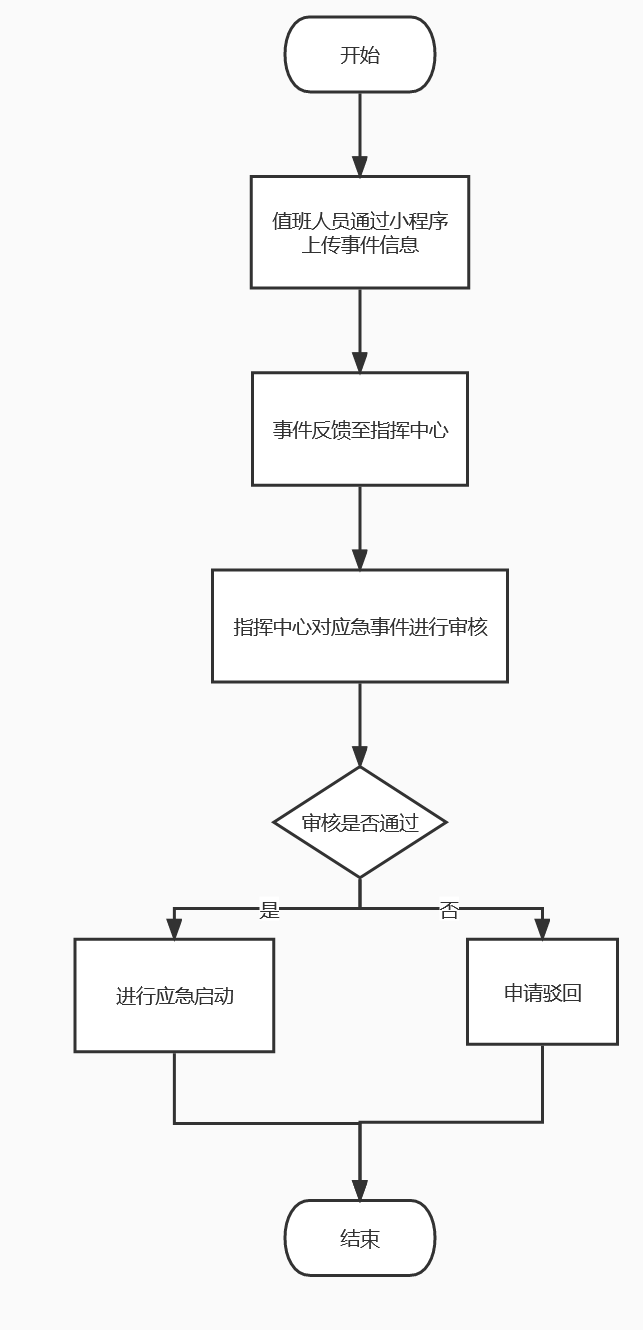 开始
值班人员通过小程序
上传事件信息
事件反馈至指挥中心
指挥中心对应急事件进行审核
审核是否通过
是
否
进行应急启动
申请驳回
结束